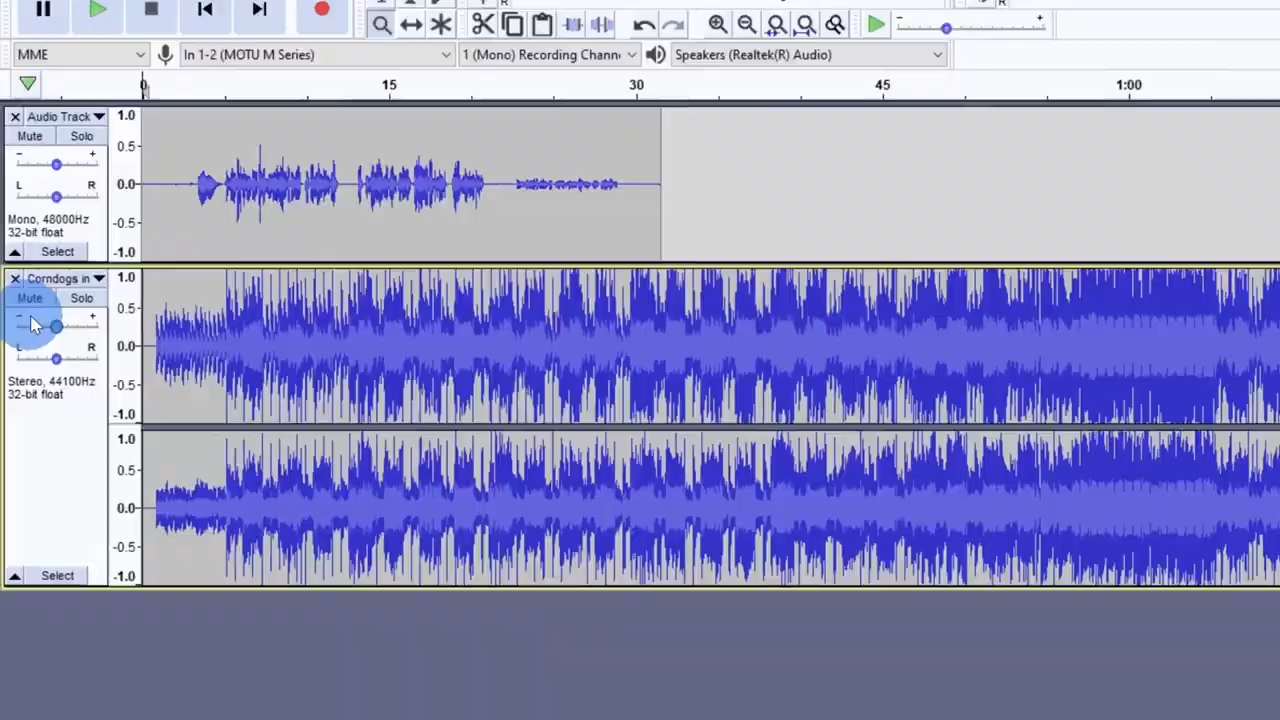 R
R
- +
MME In 1-2 (MOTU M Series) 1 (Mono) Recording Chann Speakers (Realtek(R) Audio)
0 15 30 45 1:00
Audio Track
Mute Solo
- +
L R
Mono, 48000Hz
32-bit float
Select
1.0
0.5
0.0
-0.5
-1.0
Corndogs in
Mute Solo
- +
L R
Stereo, 44100Hz
32-bit float
Select
1.0
0.5
0.0
-0.5
-1.0
1.0
0.5
0.0
-0.5
-1.0